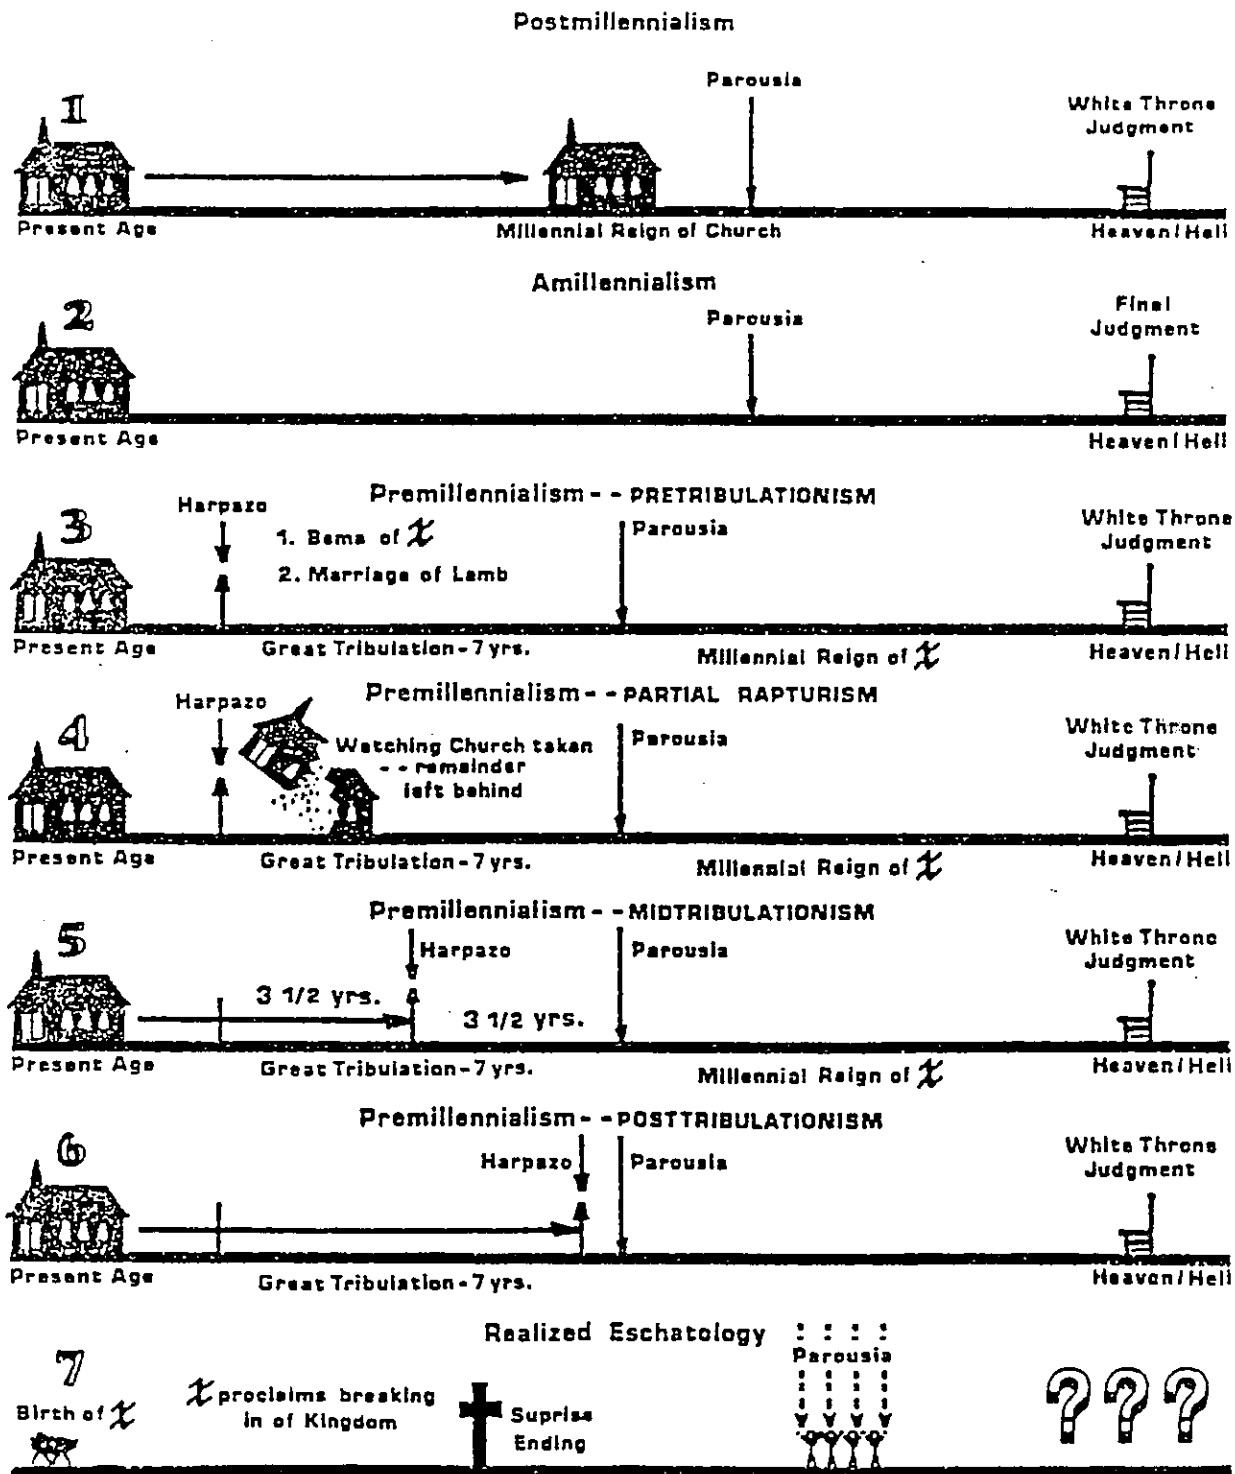 Postmillennialism
1
Parousia
White Throne
Judgment
Present Age
Millennial Reign of Church
Heaven/Hell
Amillennialism
2
Parousia
Final
Judgment
Present Age
Heaven/Hell
Premillennialism--PRETRIBULATIONISM
3
Harpazo
1. Bema of X
2. Marriage of Lamb
Parousia
White Throne
Judgment
Present Age
Great Tribulation-7 yrs.
Millennial Reign of X
Heaven/Hell
Premillennialism--PARTIAL RAPTURISM
4
Harpazo
Watching Church taken
--remainder
left behind
Parousia
White Throne
Judgment
Present Age
Great Tribulation-7 yrs.
Millennial Reign of X
Heaven/Hell
Premillennialism--MIDTRIBULATIONISM
5
Harpazo
Parousia
White Throne
Judgment
3 1/2 yrs.
3 1/2 yrs.
Present Age
Great Tribulation-7 yrs.
Millennial Reign of X
Heaven/Hell
Premillennialism--POSTTRIBULATIONISM
6
Harpazo
Parousia
White Throne
Judgment
Present Age
Great Tribulation-7 yrs.
Heaven/Hell
Realized Eschatology
7
Birth of X
X proclaims breaking
in of Kingdom
Suprise
Ending
Parousia
? ? ?